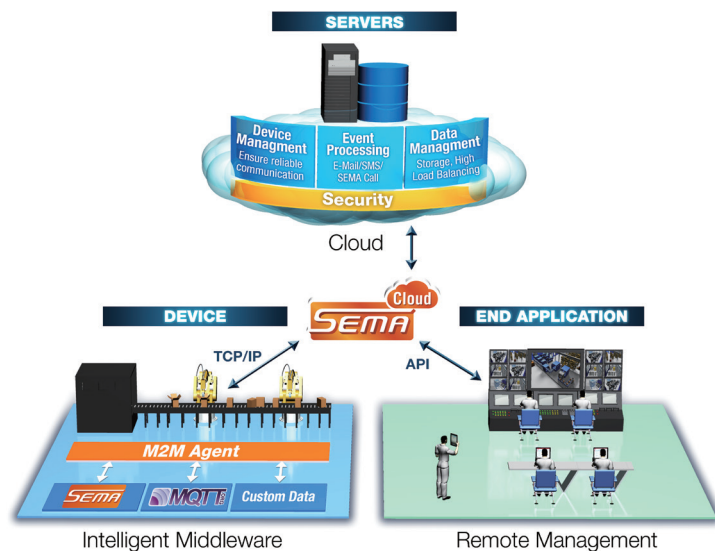 SERVERS
Device
Managment
Ensure reliable
communication
Event
Processing
E-Mail/SMS/
SEMA Call
Data
Managment
Storage, High
Load Balancing
Security
Cloud
DEVICE
SEMA
Cloud
END APPLICATION
TCP/IP
API
M2M Agent
SEMA
MQTT
Custom Data
Intelligent Middleware
Remote Management